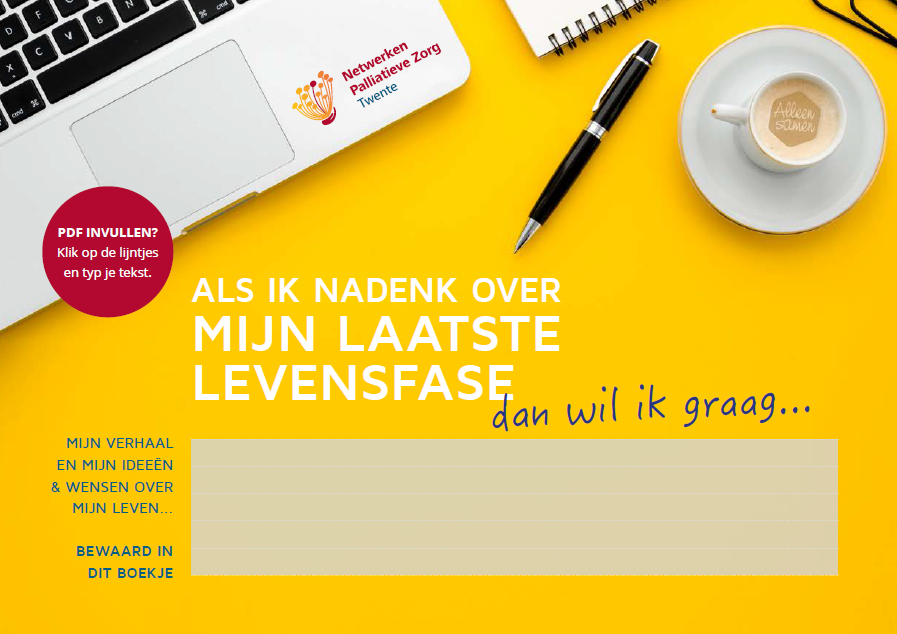 X
C
V
B
N
M
cmd
⌘
⌘
cmd
Netwerken
Palliatieve Zorg
Twente
Alleen
samen
PDF INVULLEN?
Klik op de lijntjes
en typ je tekst.
ALS IK NADENK OVER
MIJN LAATSTE
LEVENSFASE
dan wil ik graag...
MIJN VERHAAL
EN MIJN IDEEËN
& WENSEN OVER
MIJN LEVEN...
BEWAARD IN
DIT BOEKJE